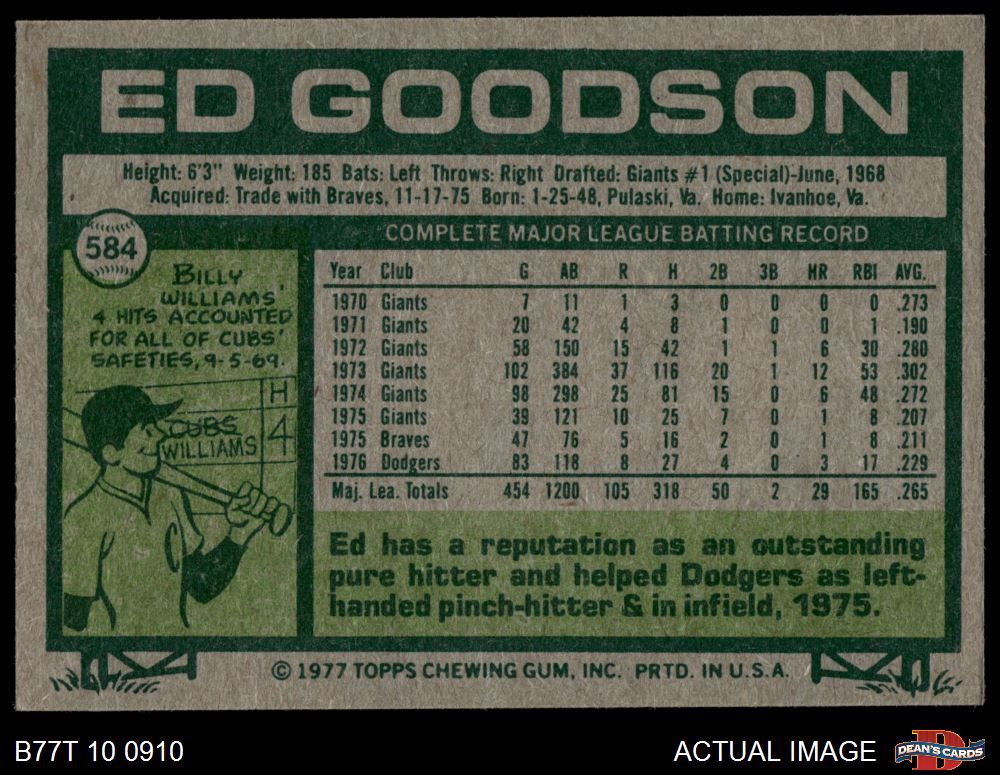 ED GOODSON
Height: 6'3" Weight: 185 Bats: Left Throws: Right Drafted: Giants #1 (Special)-June, 1968
Acquired: Trade with Braves, 11-17-75 Born: 1-25-48, Pulaski, Va. Home: Ivanhoe, Va.
584
BILLY
WILLIAMS'
4 HITS ACCOUNTED
FOR ALL OF CUBS'
SAFETIES, 9-5-69.
H
CUBS
WILLIAMS 4
C
COMPLETE MAJOR LEAGUE BATTING RECORD
Year Club G AB R H 2B 3B HR RBI AVG.
1970 Giants 7 11 1 3 0 0 0 0 .273
1971 Giants 20 42 4 8 1 0 0 1 .190
1972 Giants 58 150 15 42 1 1 6 30 .280
1973 Giants 102 384 37 116 20 1 12 53 .302
1974 Giants 98 298 25 81 15 0 6 48 .272
1975 Giants 39 121 10 25 7 0 1 8 .207
1975 Braves 47 76 5 16 2 0 1 8 .211
1976 Dodgers 83 118 8 27 4 0 3 17 .229
Maj. Lea. Totals 454 1200 105 318 50 2 29 165 .265
Ed has a reputation as an outstanding
pure hitter and helped Dodgers as left-
handed pinch-hitter & in infield, 1975.
© 1977 TOPPS CHEWING GUM, INC. PRTD. IN U.S.A.
B77T 10 0910
ACTUAL IMAGE
DEAN'S CARDS